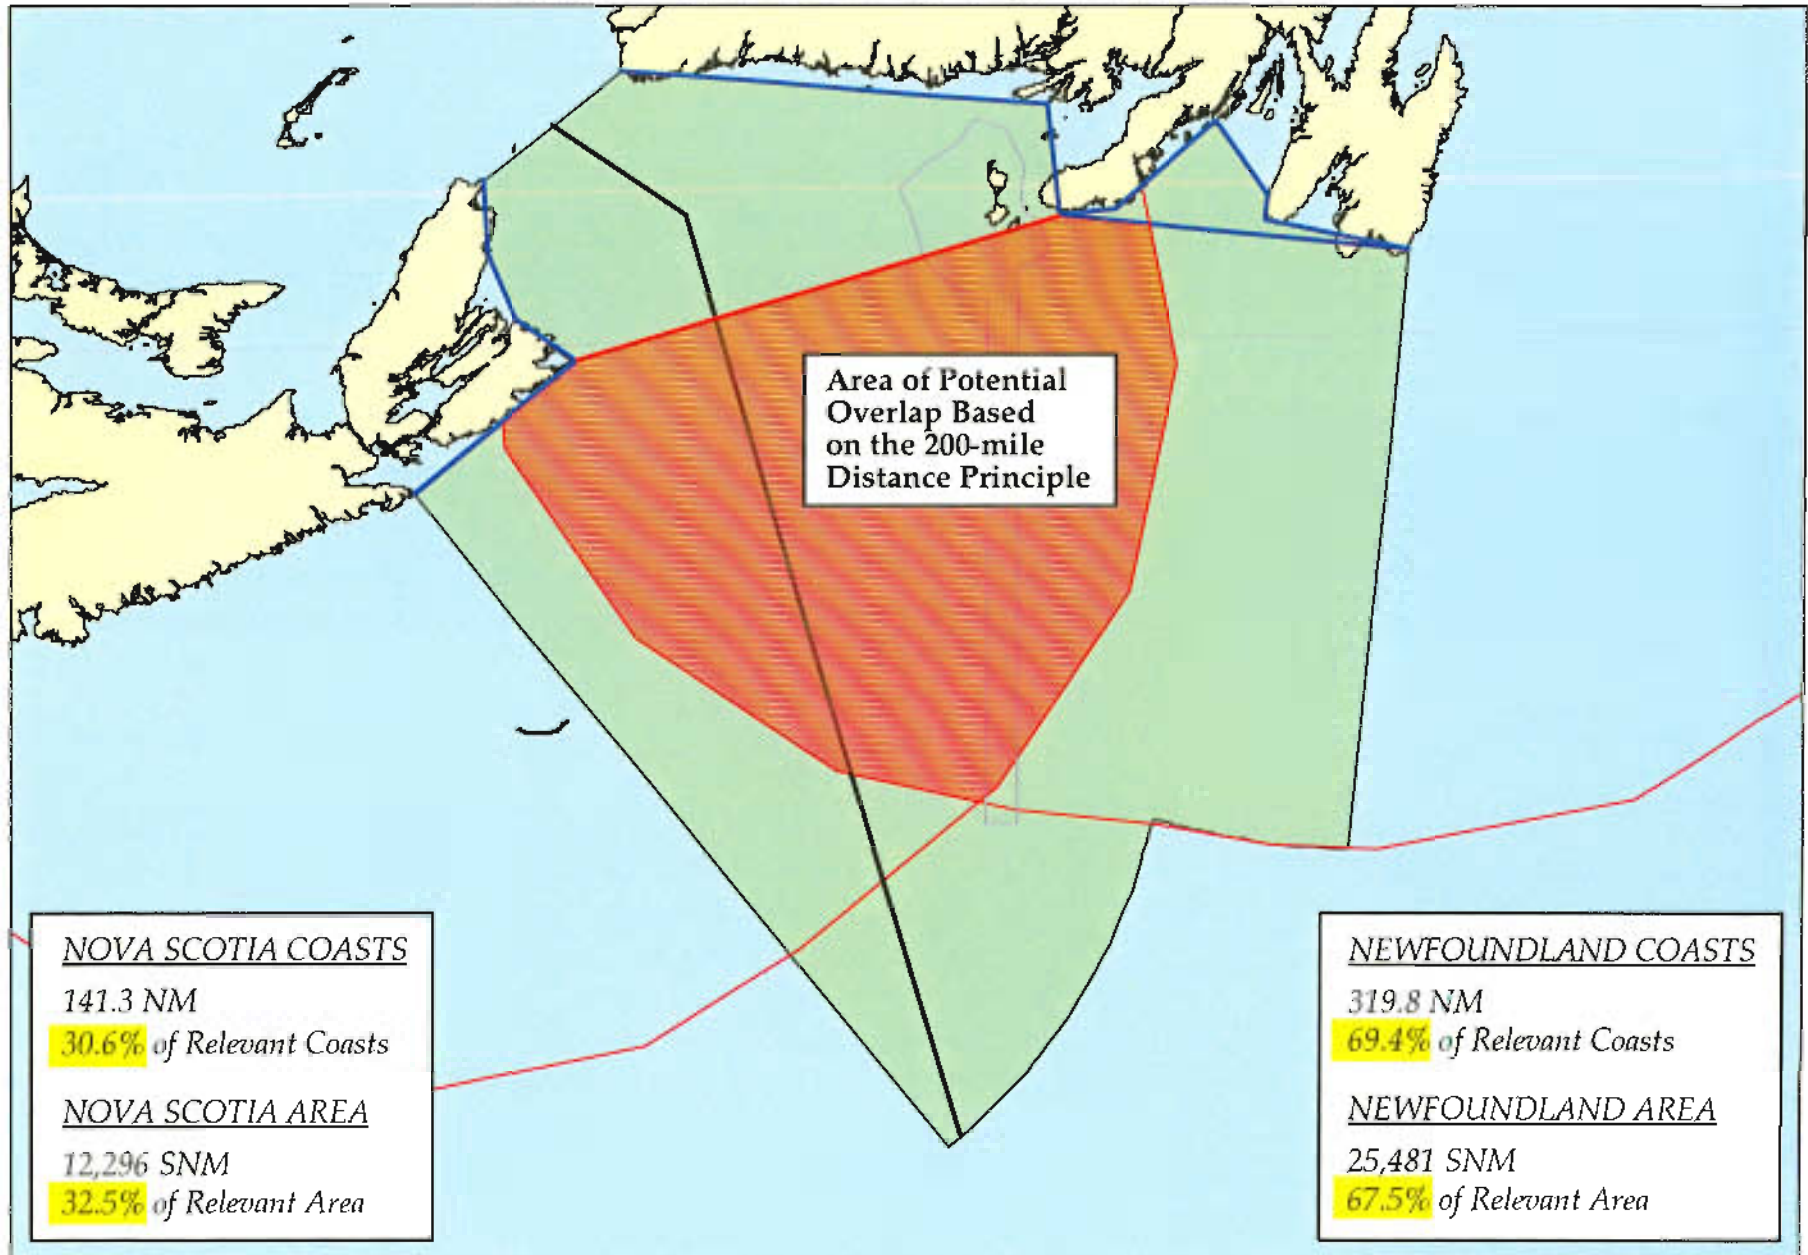 Area of Potential
Overlap Based
on the 200-mile
Distance Principle
NOVA SCOTIA COASTS
141.3 NM
30.6% of Relevant Coasts
NOVA SCOTIA AREA
12,296 SNM
32.5% of Relevant Area
NEWFOUNDLAND COASTS
319.8 NM
69.4% of Relevant Coasts
NEWFOUNDLAND AREA
25,481 SNM
67.5% of Relevant Area